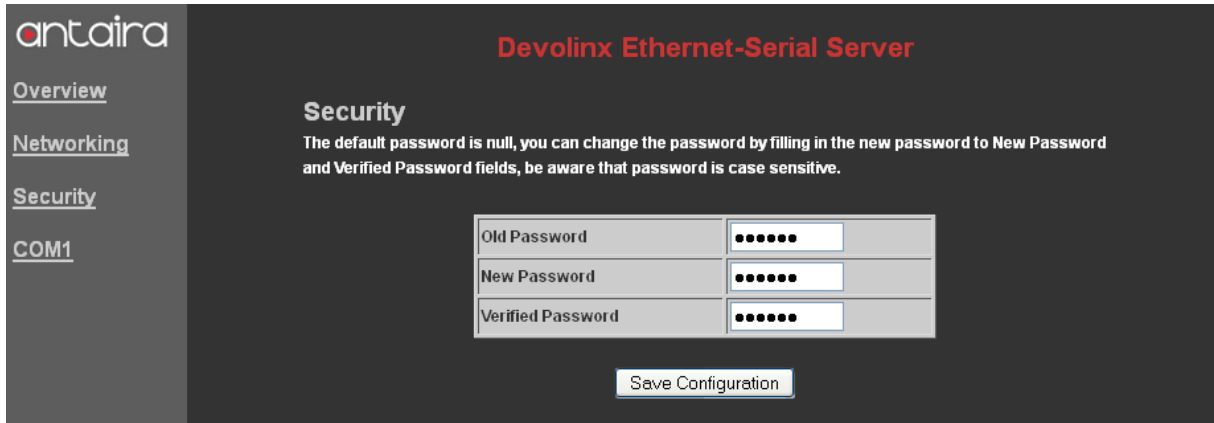 antaira
Devolinx Ethernet-Serial Server
Overview
Networking
Security
COM1
Security
The default password is null, you can change the password by filling in the new password to New Password
and Verified Password fields, be aware that password is case sensitive.
Old Password ●●●●●●
New Password ●●●●●●
Verified Password ●●●●●●
Save Configuration